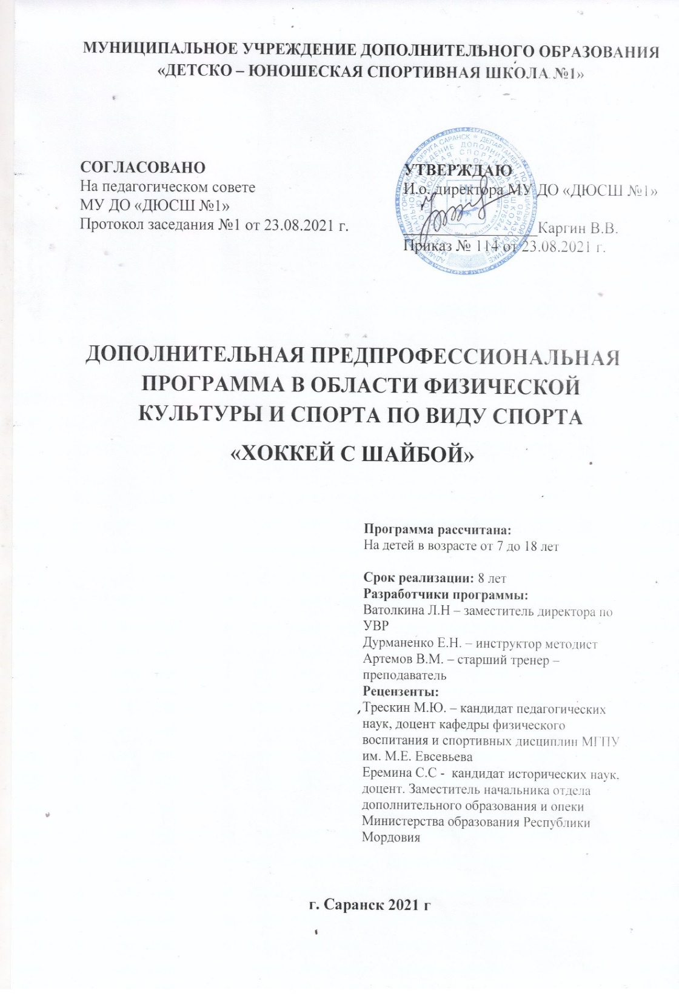 МУНИЦИПАЛЬНОЕ УЧРЕЖДЕНИЕ ДОПОЛНИТЕЛЬНОГО ОБРАЗОВАНИЯ
«ДЕТСКО – ЮНОШЕСКАЯ СПОРТИВНАЯ ШКОЛА №1»
СОГЛАСОВАНО
На педагогическом совете
МУ ДО «ДЮСШ №1»
Протокол заседания №1 от 23.08.2021 г.
УТВЕРЖДАЮ
И.о. директора МУ ДО «ДЮСШ №1»
Каргин В.В.
Приказ № 114 от 23.08.2021 г.
ДОПОЛНИТЕЛЬНАЯ ПРЕДПРОФЕССИОНАЛЬНАЯ
ПРОГРАММА В ОБЛАСТИ ФИЗИЧЕСКОЙ
КУЛЬТУРЫ И СПОРТА ПО ВИДУ СПОРТА
«ХОККЕЙ С ШАЙБОЙ»
Программа рассчитана:
На детей в возрасте от 7 до 18 лет
Срок реализации: 8 лет
Разработчики программы:
Ватолкина Л.Н – заместитель директора по
УВР
Дурманенко Е.Н. – инструктор методист
Артемов В.М. – старший тренер –
преподаватель
Рецензенты:
Трескин М.Ю. – кандидат педагогических
наук, доцент кафедры физического
воспитания и спортивных дисциплин МГПУ
им. М.Е. Евсевьева
Еремина С.С - кандидат исторических наук,
доцент. Заместитель начальника отдела
дополнительного образования и опеки
Министерства образования Республики
Мордовия
г. Саранск 2021 г